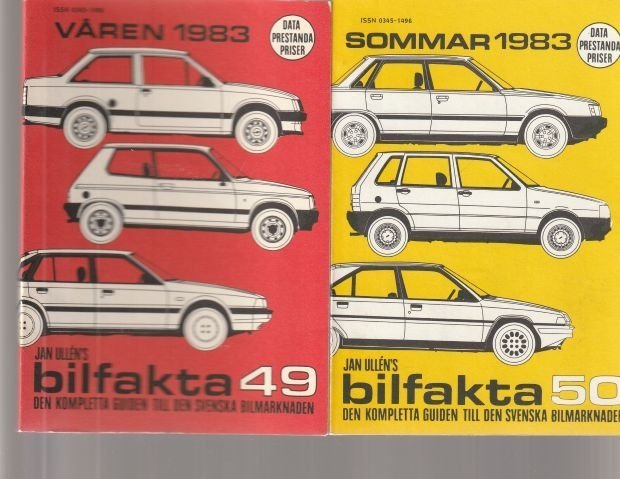 ISSN 0345-1496
VÅREN 1983
DATA
PRESTANDA
PRISER
JAN ULLÉN'S
bilfakta 49
DEN KOMPLETTA GUIDEN TILL DEN SVENSKA BILMARKNADEN
ISSN 0345-1496
SOMMAR 1983
DATA
PRESTANDA
PRISER
JAN ULLÉN'S
bilfakta 50
DEN KOMPLETTA GUIDEN TILL DEN SVENSKA BILMARKNADEN